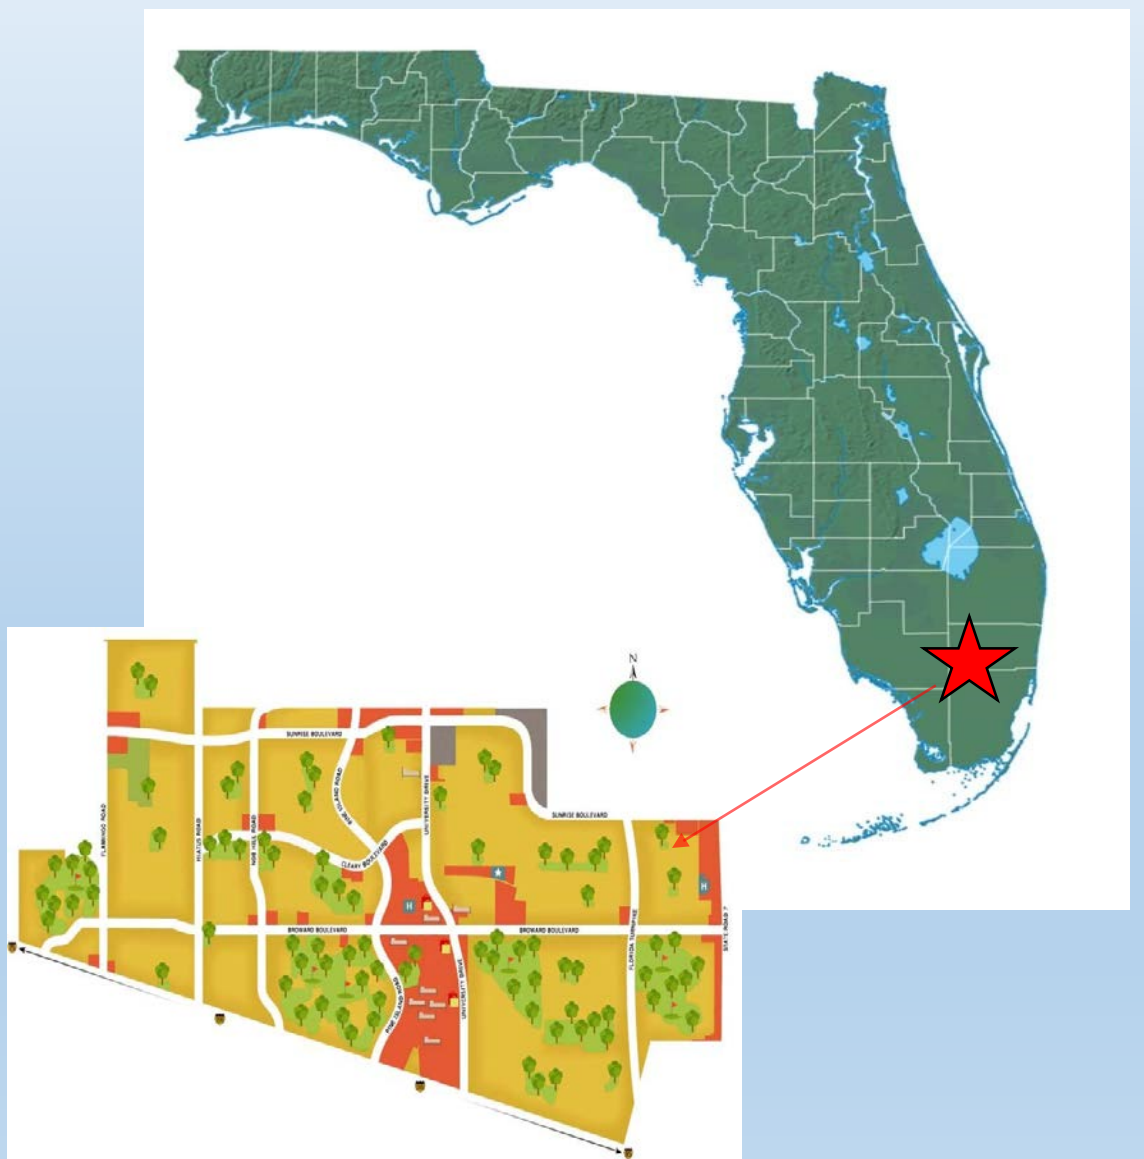 N
SUNRISE BOULEVARD
PINE ISLAND ROAD
UNIVERSITY DRIVE
FLAMINGO ROAD
HIATUS ROAD
NOB HILL ROAD
CLEARY BOULEVARD
SUNRISE BOULEVARD
H
H
BROWARD BOULEVARD
BROWARD BOULEVARD
FLORIDA TURNPIKE
STATE ROAD 7
PINE ISLAND ROAD
UNIVERSITY DRIVE